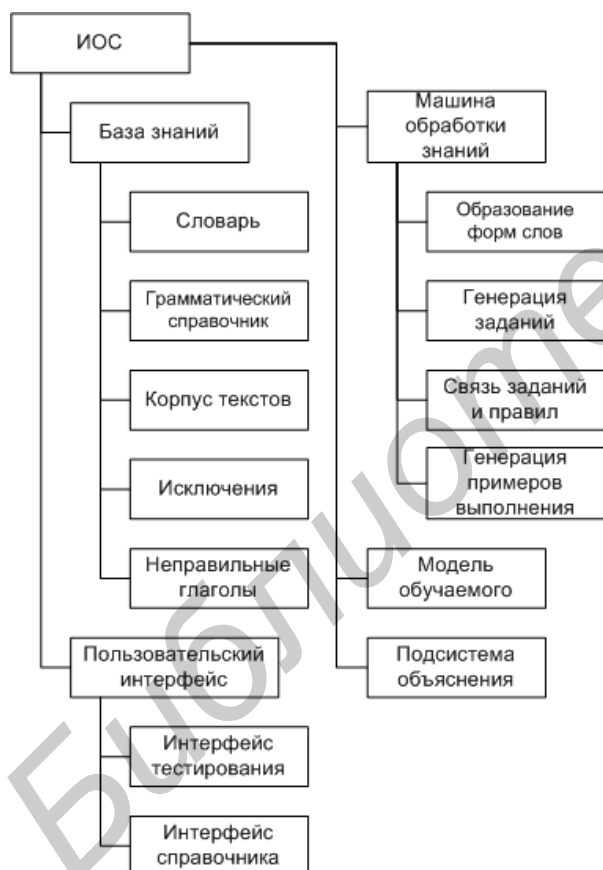 ИОС
База знаний
Словарь
Грамматический
справочник
Корпус текстов
Исключения
Неправильные
глаголы
Пользовательский
интерфейс
Интерфейс
тестирования
Интерфейс
справочника
Машина
обработки
знаний
Образование
форм слов
Генерация
заданий
Связь заданий
и правил
Генерация
примеров
выполнения
Модель
обучаемого
Подсистема
объяснения
Библиоте